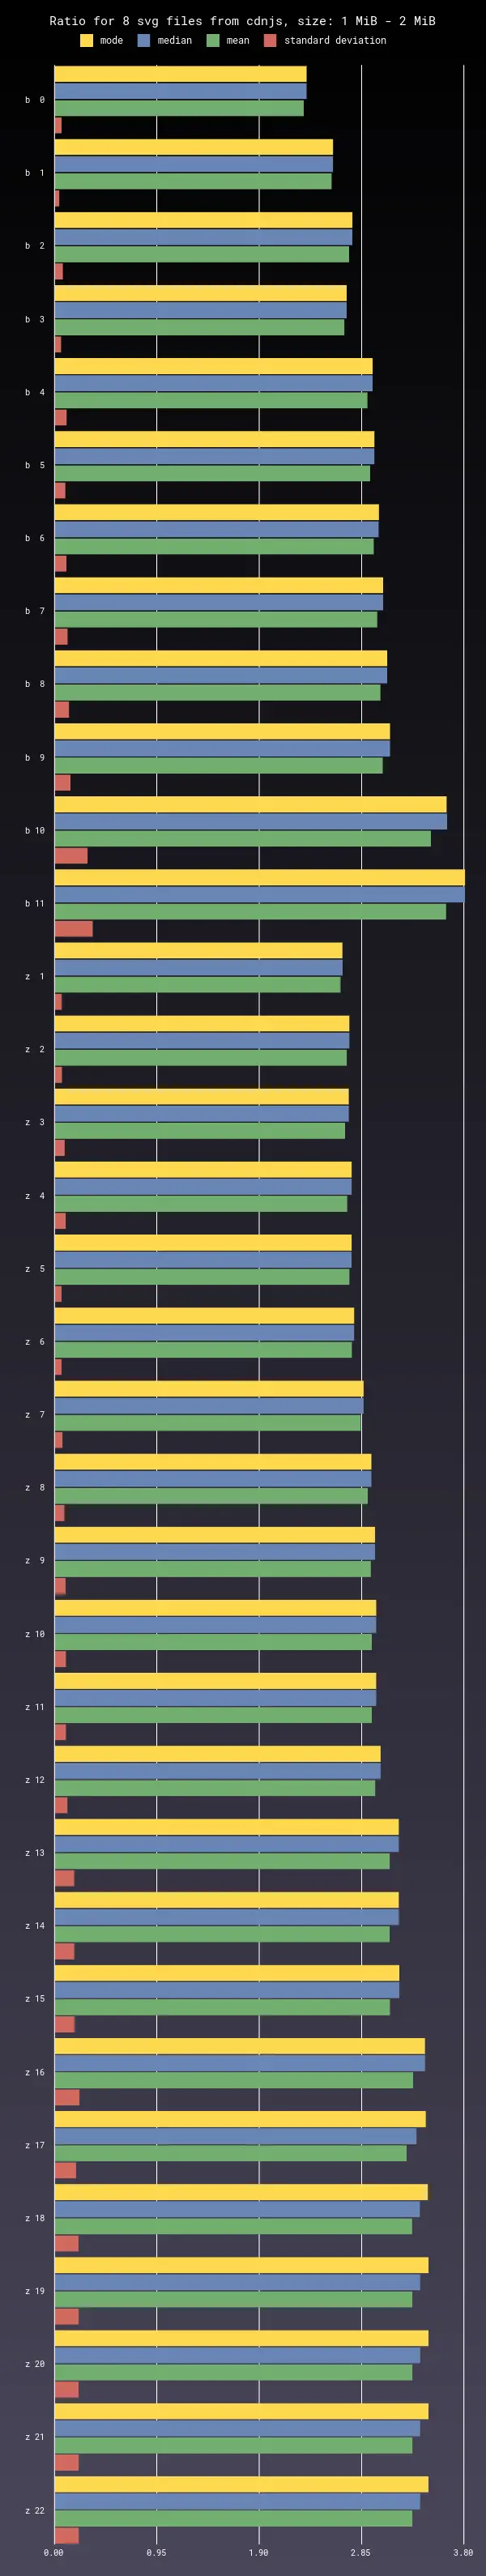 Ratio for 8 svg files from cdnjs, size: 1 MiB - 2 MiB
mode median mean standard deviation
b 0
b 1
b 2
b 3
b 4
b 5
b 6
b 7
b 8
b 9
b 10
b 11
z 1
z 2
z 3
z 4
z 5
z 6
z 7
z 8
z 9
z 10
z 11
z 12
z 13
z 14
z 15
z 16
z 17
z 18
z 19
z 20
z 21
z 22
0.00 0.95 1.90 2.85 3.80